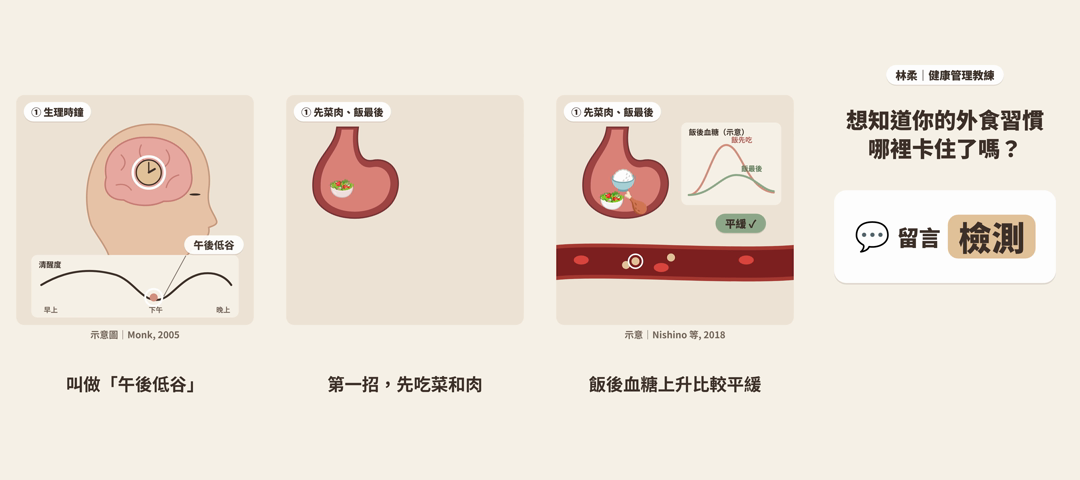 ① 生理時鐘
午後低谷
清醒度
早上
下午
晚上
示意圖｜Monk, 2005
叫做「午後低谷」
① 先菜肉、飯最後
第一招，先吃菜和肉
① 先菜肉、飯最後
飯後血糖（示意）
飯先吃
飯最後
平緩 ✓
示意｜Nishino 等, 2018
飯後血糖上升比較平緩
林柔｜健康管理教練
想知道你的外食習慣
哪裡卡住了嗎？
留言 檢測